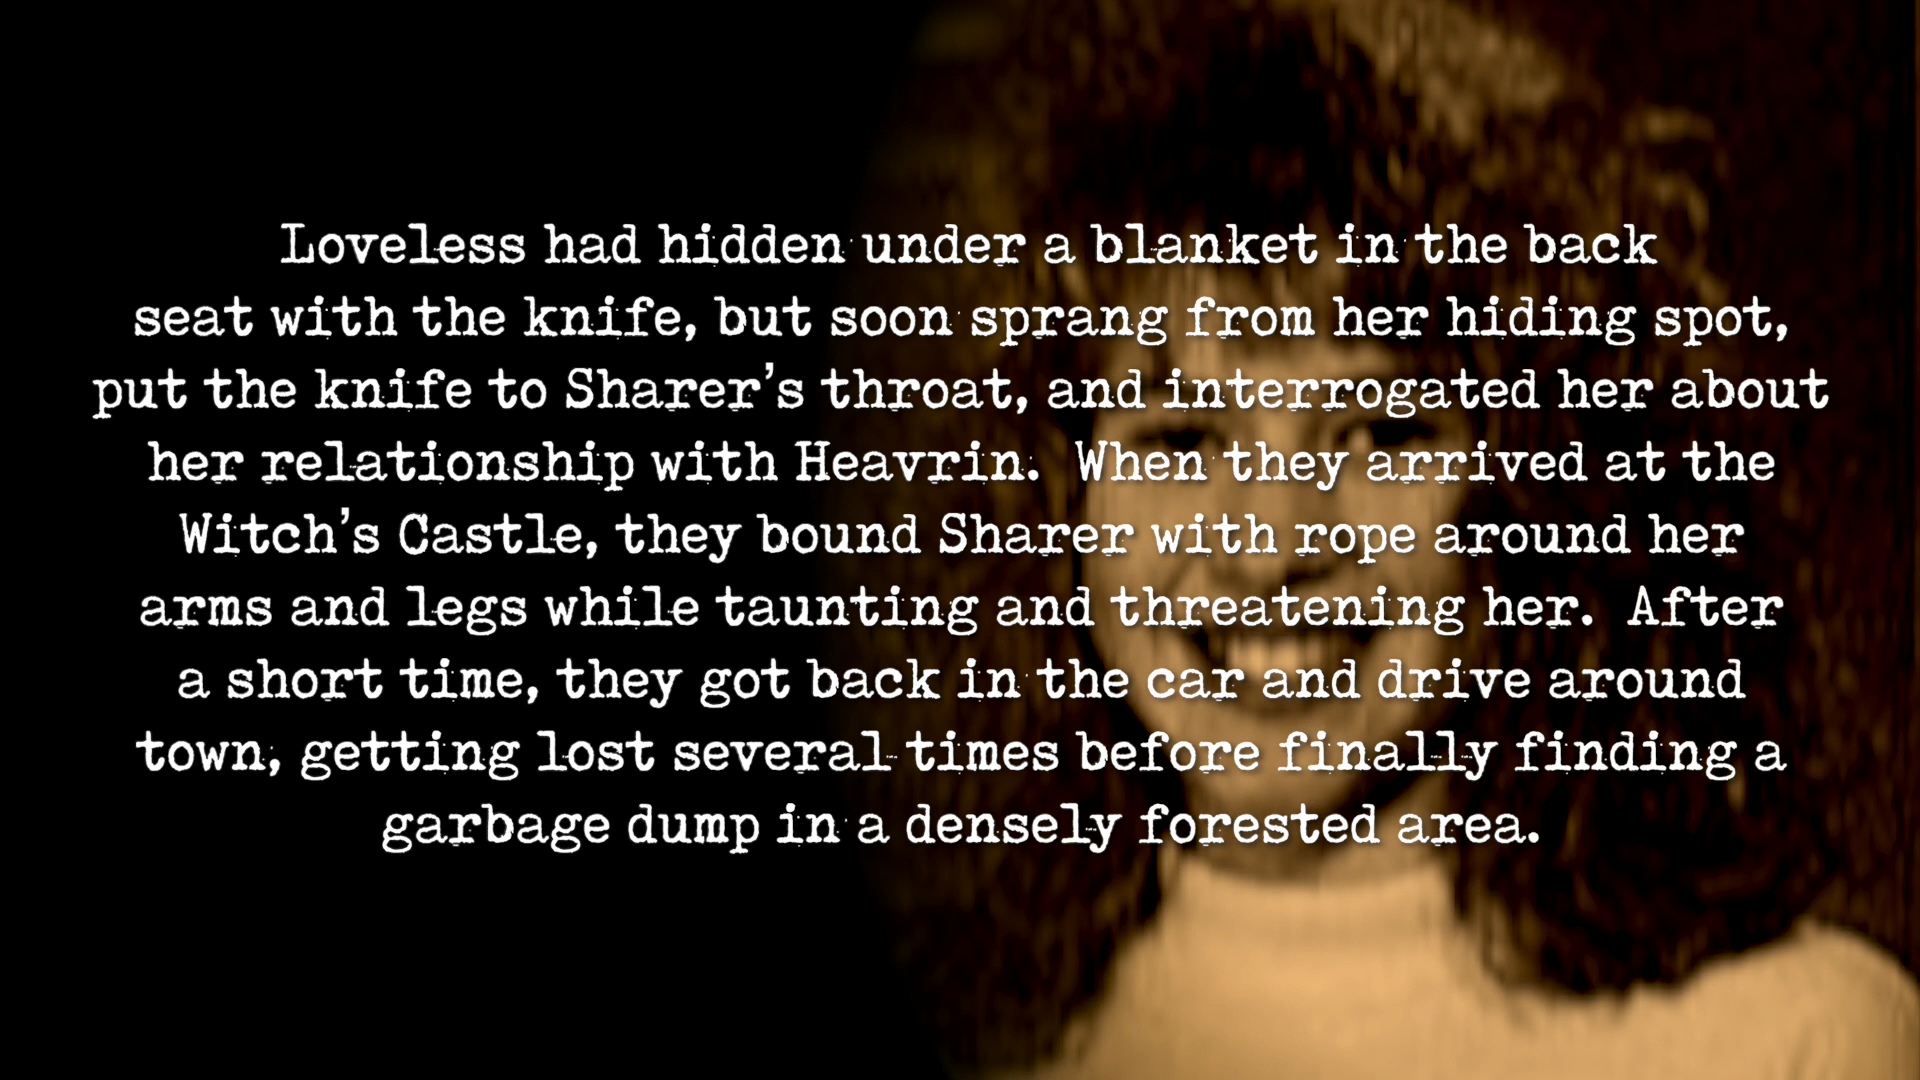 Loveless had hidden under a blanket in the back
seat with the knife, but soon sprang from her hiding spot,
put the knife to Sharer’s throat, and interrogated her about
her relationship with Heavrin.  When they arrived at the
Witch’s Castle, they bound Sharer with rope around her
arms and legs while taunting and threatening her.  After
a short time, they got back in the car and drive around
town, getting lost several times before finally finding a
garbage dump in a densely forested area.